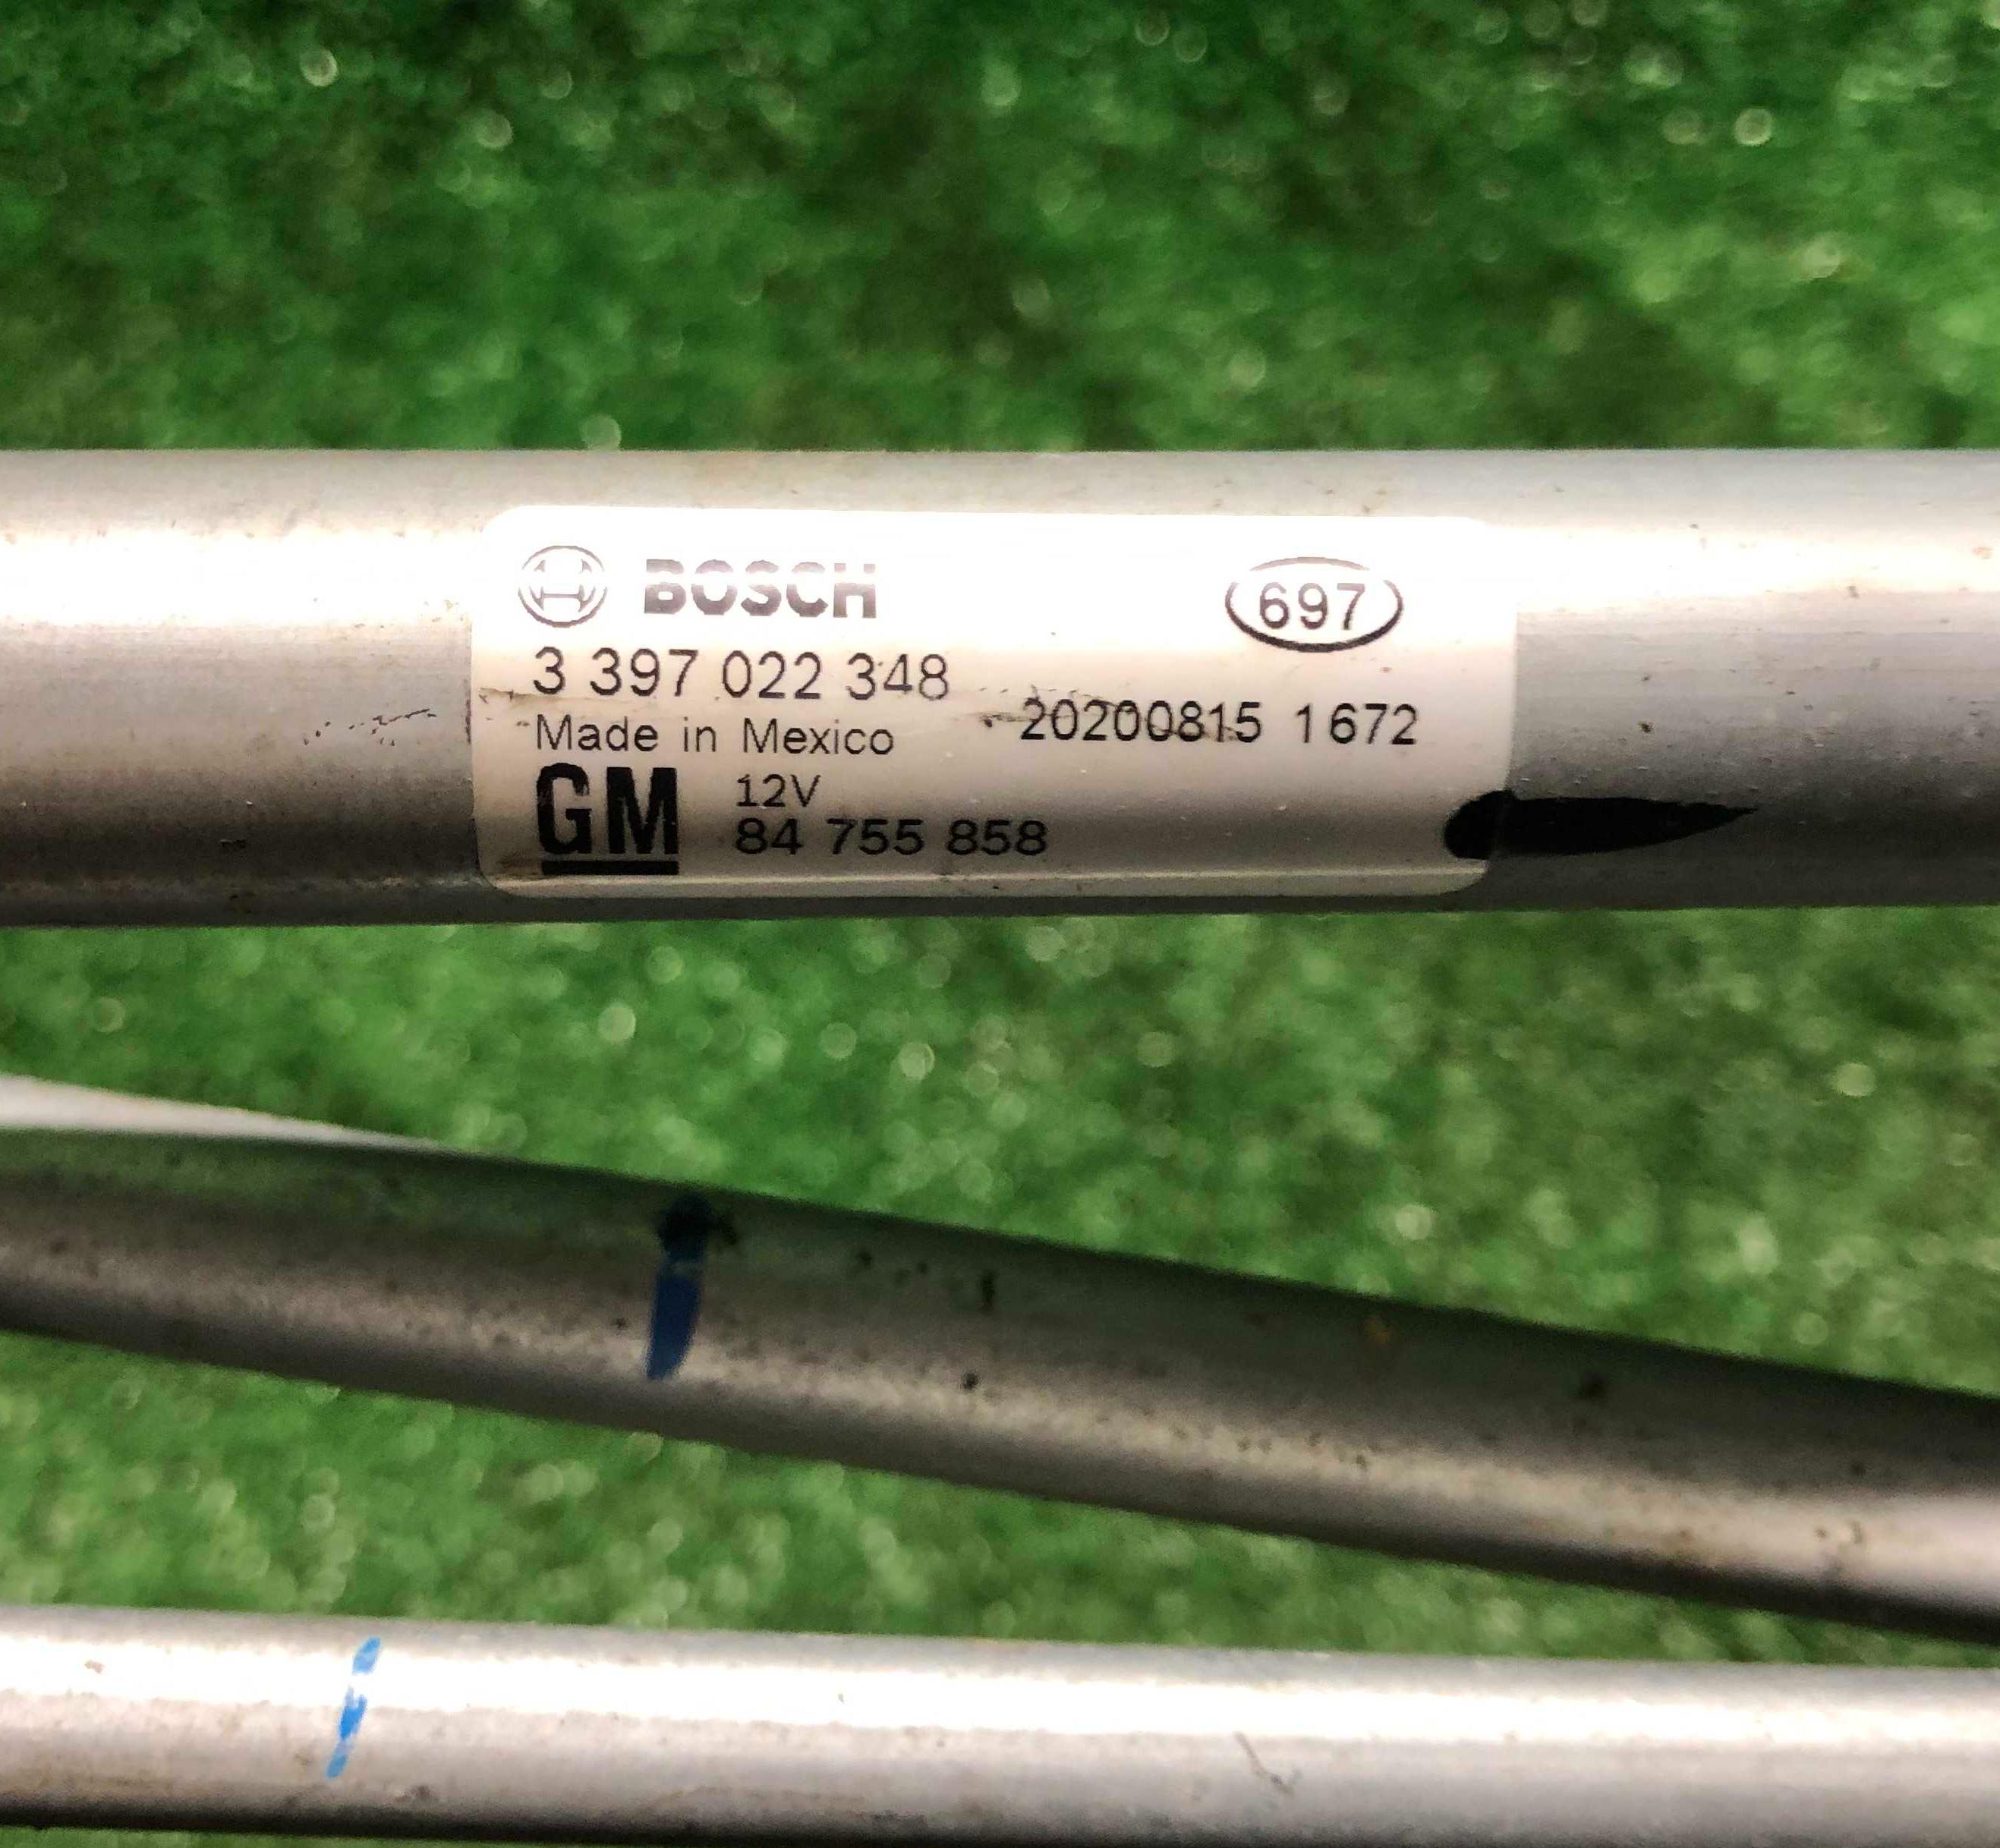 BOSCH 697
3 397 022 348
Made in Mexico 20200815 1672
GM 12V
84 755 858